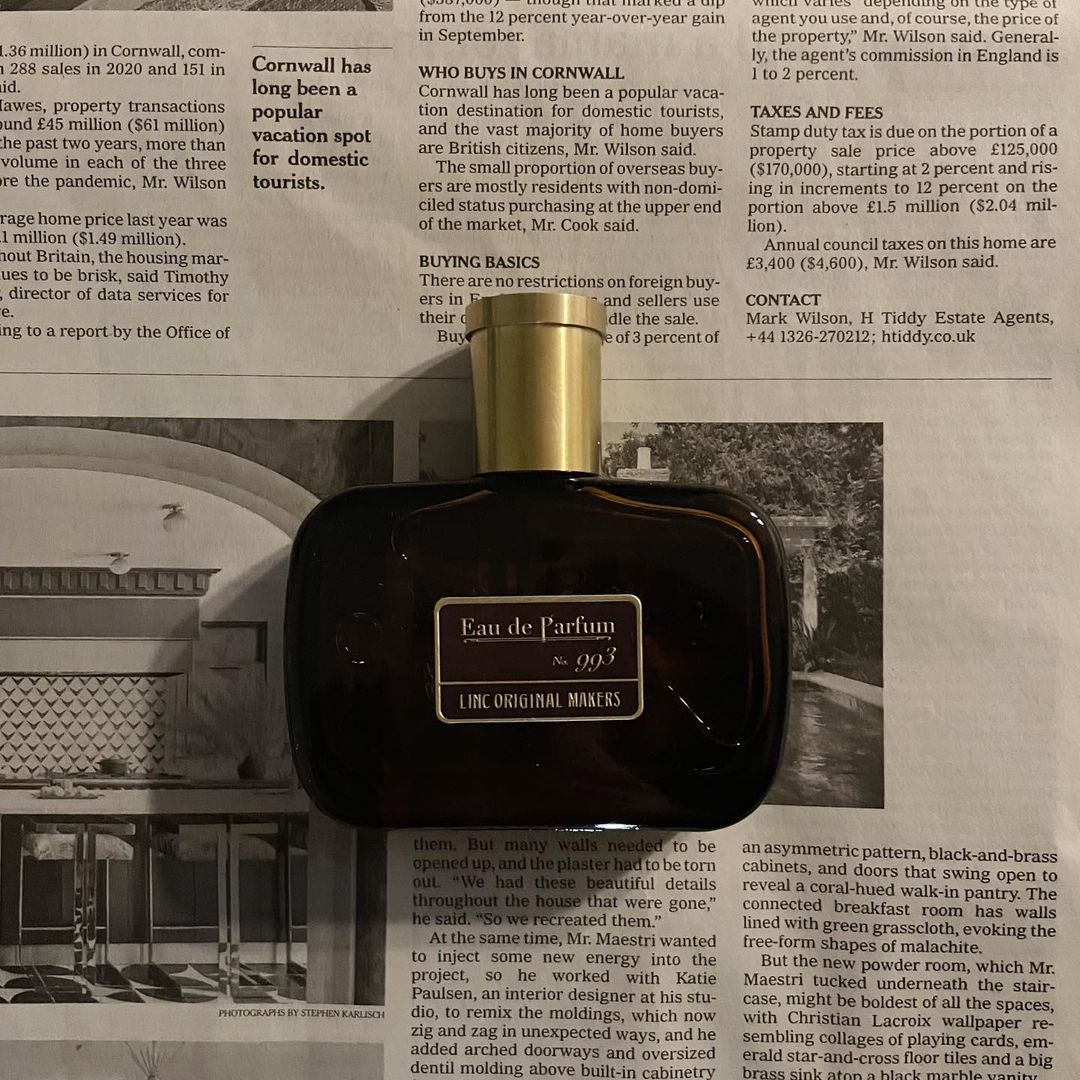 1.36 million) in Cornwall, com-
288 sales in 2020 and 151 in
aid.
Hawes, property transactions
ound £45 million ($61 million)
the past two years, more than
volume in each of the three
ore the pandemic, Mr. Wilson
rage home price last year was
.1 million ($1.49 million).
hout Britain, the housing mar-
ues to be brisk, said Timothy
director of data services for
ing to a report by the Office of
Cornwall has
long been a
popular
vacation spot
for domestic
tourists.
($587,000) — though that marked a dip
from the 12 percent year-over-year gain
in September.
WHO BUYS IN CORNWALL
Cornwall has long been a popular vaca-
tion destination for domestic tourists,
and the vast majority of home buyers
are British citizens, Mr. Wilson said.
The small proportion of overseas buy-
ers are mostly residents with non-domi-
ciled status purchasing at the upper end
of the market, Mr. Cook said.
BUYING BASICS
There are no restrictions on foreign buy-
ers in and sellers use
their dle the sale.
Buy e of 3 percent of
which varies "depending on the type of
agent you use and, of course, the price of
the property," Mr. Wilson said. General-
ly, the agent's commission in England is
1 to 2 percent.
TAXES AND FEES
Stamp duty tax is due on the portion of a
property sale price above £125,000
($170,000), starting at 2 percent and ris-
ing in increments to 12 percent on the
portion above £1.5 million ($2.04 mil-
lion).
Annual council taxes on this home are
£3,400 ($4,600), Mr. Wilson said.
CONTACT
Mark Wilson, H Tiddy Estate Agents,
+44 1326-270212; htiddy.co.uk
Eau de Parfum
No. 993
LINC ORIGINAL MAKERS
PHOTOGRAPHS BY STEPHEN KARLISCH
them. But many walls needed to be
opened up, and the plaster had to be torn
out. "We had these beautiful details
throughout the house that were gone,"
he said. "So we recreated them."
At the same time, Mr. Maestri wanted
to inject some new energy into the
project, so he worked with Katie
Paulsen, an interior designer at his stu-
dio, to remix the moldings, which now
zig and zag in unexpected ways, and he
added arched doorways and oversized
dentil molding above built-in cabinetry
an asymmetric pattern, black-and-brass
cabinets, and doors that swing open to
reveal a coral-hued walk-in pantry. The
connected breakfast room has walls
lined with green grasscloth, evoking the
free-form shapes of malachite.
But the new powder room, which Mr.
Maestri tucked underneath the stair-
case, might be boldest of all the spaces,
with Christian Lacroix wallpaper re-
sembling collages of playing cards, em-
erald star-and-cross floor tiles and a big
brass sink atop a black marble vanity.